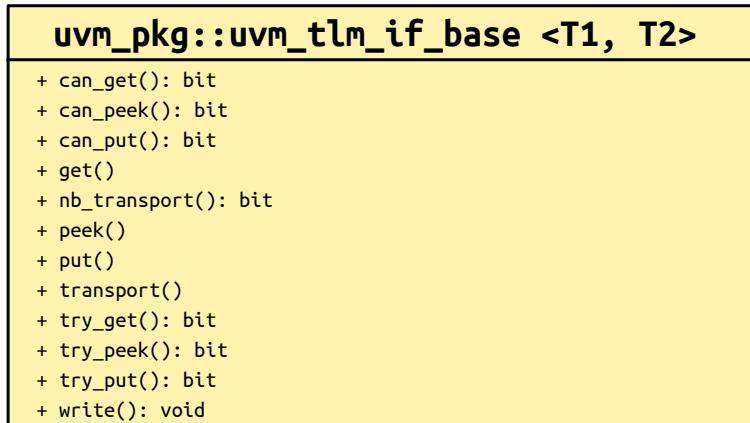 uvm_pkg::uvm_tlm_if_base <T1, T2>
+ can_get(): bit
+ can_peek(): bit
+ can_put(): bit
+ get()
+ nb_transport(): bit
+ peek()
+ put()
+ transport()
+ try_get(): bit
+ try_peek(): bit
+ try_put(): bit
+ write(): void